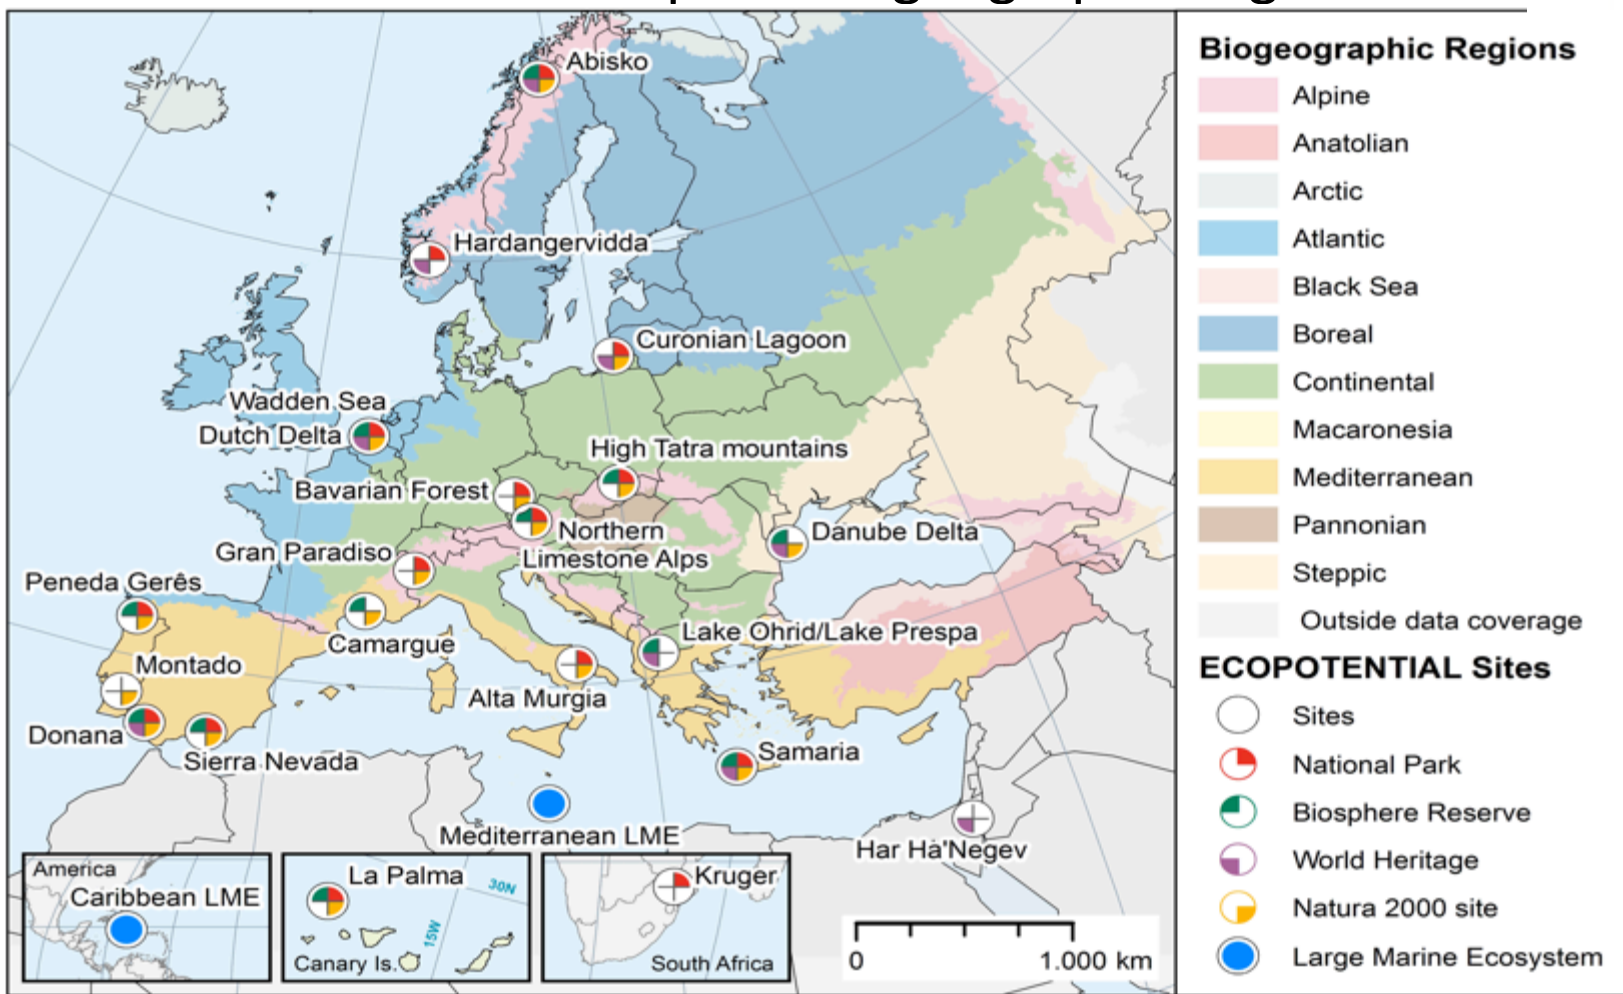 Abisko
Hardangervidda
Curonian Lagoon
Wadden Sea
Dutch Delta
High Tatra mountains
Bavarian Forest
Northern
Limestone Alps
Danube Delta
Gran Paradiso
Peneda Gerês
Camargue
Lake Ohrid/Lake Prespa
Montado
Alta Murgia
Donana
Sierra Nevada
Samaria
Mediterranean LME
Har Hà'Negev
America
Caribbean LME
La Palma
30N
15W
Canary Is.
Kruger
South Africa
0
1.000 km
Biogeographic Regions
Alpine
Anatolian
Arctic
Atlantic
Black Sea
Boreal
Continental
Macaronesia
Mediterranean
Pannonian
Steppic
Outside data coverage
ECOPOTENTIAL Sites
Sites
National Park
Biosphere Reserve
World Heritage
Natura 2000 site
Large Marine Ecosystem